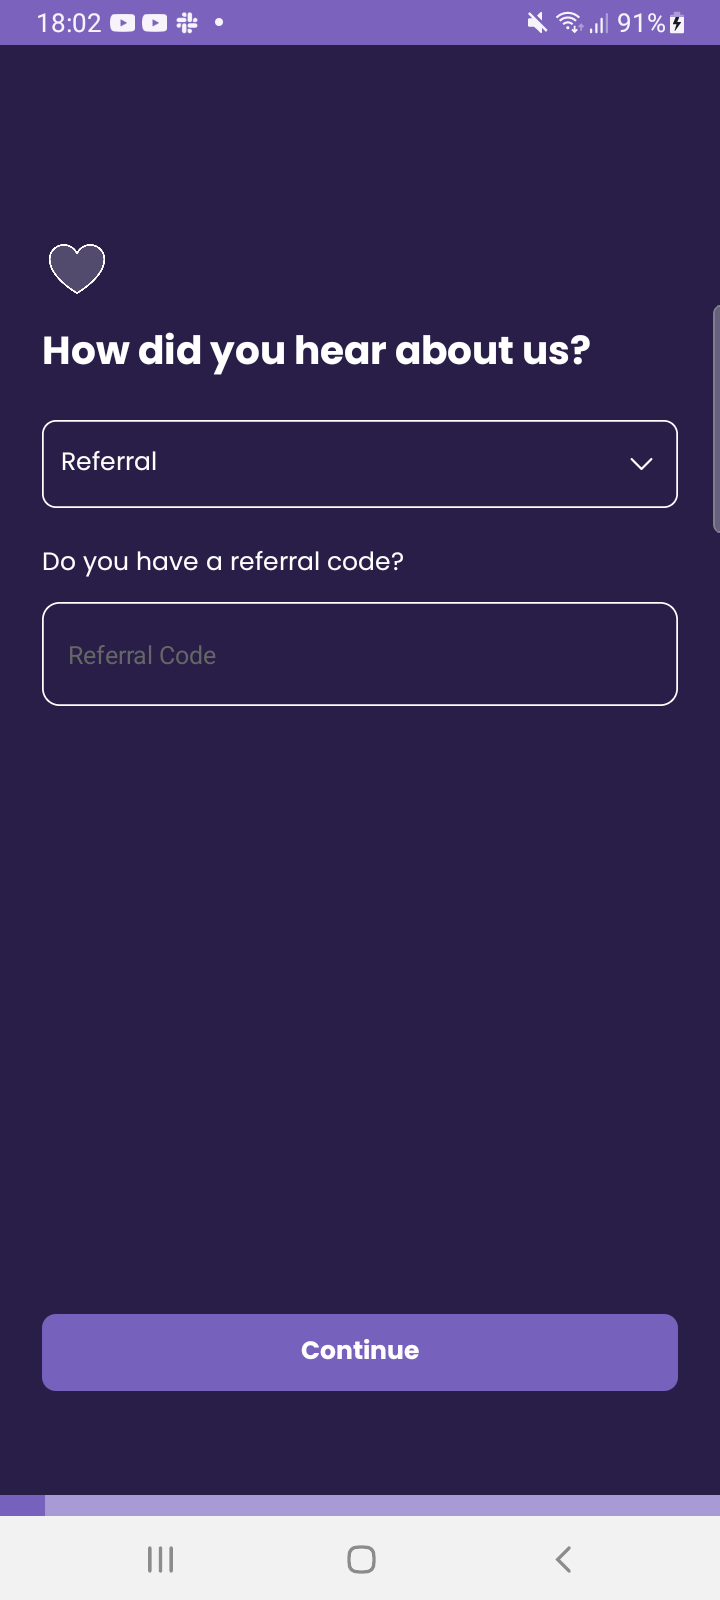 18:02 91%
How did you hear about us?
Referral
Do you have a referral code?
Referral Code
Continue